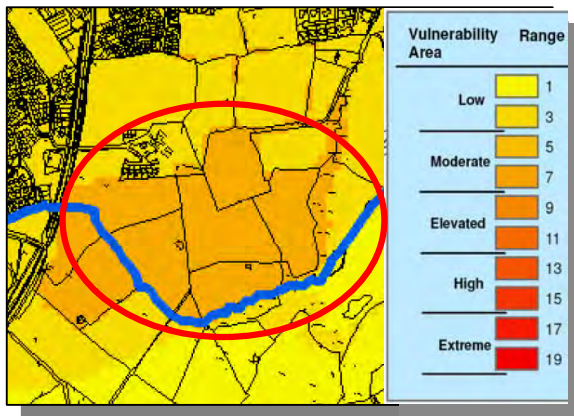 Vulnerability Range
Area
1
Low
3
5
Moderate
7
9
Elevated
11
13
High
15
17
Extreme
19